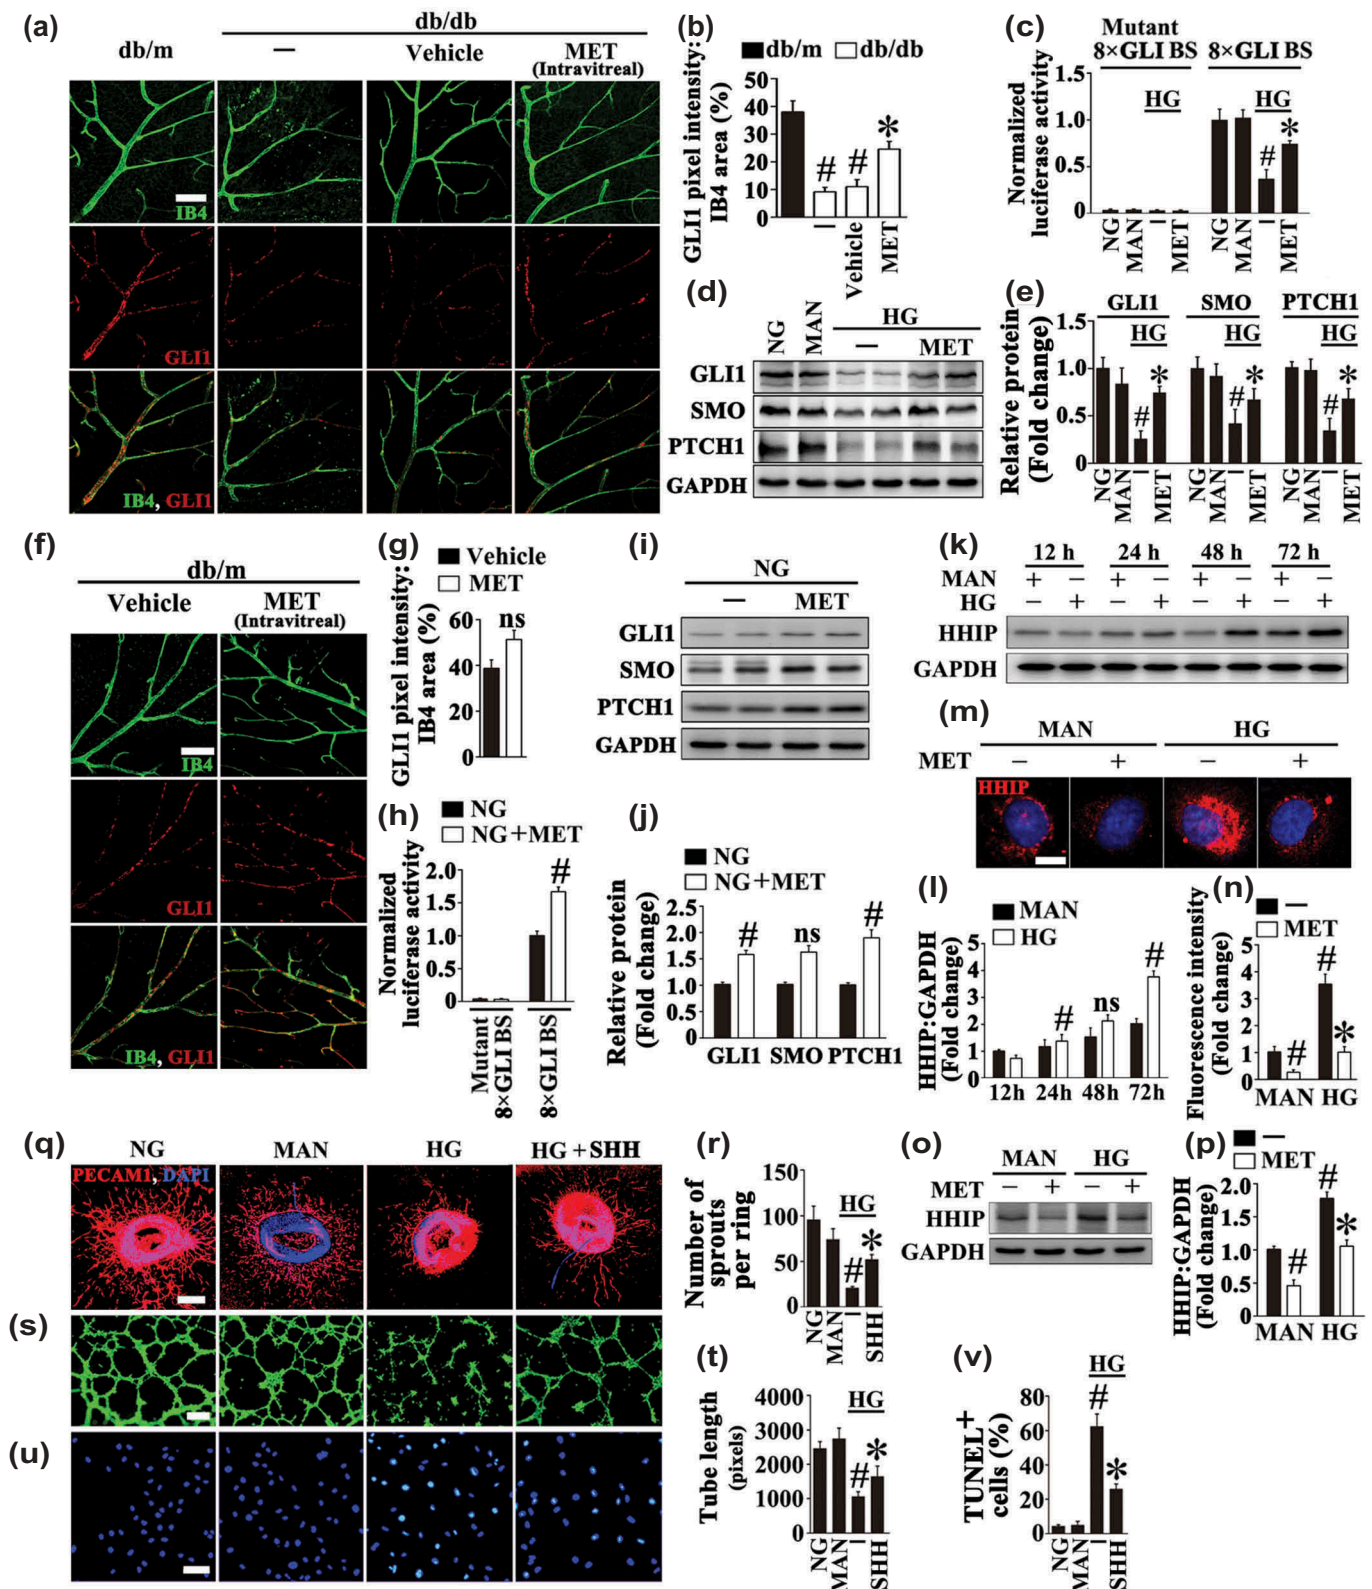 (a)
db/db
db/m
—
Vehicle
MET
(Intravitreal)
IB4
GLI1
IB4, GLI1
(b)
db/m
db/db
GLI1 pixel intensity:
IB4 area (%)
50
40
30
20
10
0
#
#
*
—
Vehicle
MET
(c)
Mutant
8×GLI BS
8×GLI BS
Normalized
luciferase activity
1.5
1.0
0.5
0
HG
HG
#
*
NG
MAN
—
MET
NG
MAN
—
MET
(d)
NG
MAN
HG
—
MET
GLI1
SMO
PTCH1
GAPDH
(e)
GLI1
SMO
PTCH1
Relative protein
(Fold change)
1.5
1.0
0.5
0
HG
HG
HG
#
*
#
*
#
*
NG
MAN
—
MET
NG
MAN
—
MET
NG
MAN
—
MET
(f)
db/m
Vehicle
MET
(Intravitreal)
IB4
GLI1
IB4, GLI1
(g)
Vehicle
MET
GLI1 pixel intensity:
IB4 area (%)
60
40
20
0
ns
(h)
NG
NG+MET
Normalized
luciferase activity
2.0
1.5
1.0
0.5
0
#
Mutant
8×GLI BS
8×GLI BS
(i)
NG
—
MET
GLI1
SMO
PTCH1
GAPDH
(j)
NG
NG+MET
Relative protein
(Fold change)
2.5
2.0
1.5
1.0
0.5
0
#
ns
#
GLI1
SMO
PTCH1
(k)
12 h
24 h
48 h
72 h
MAN + − + − + − + −
HG − + − + − + − +
HHIP
GAPDH
(m)
MAN
HG
MET − + − +
HHIP
(l)
MAN
HG
HHIP:GAPDH
(Fold change)
5
4
3
2
1
0
#
ns
#
12h
24h
48h
72h
(n)
—
MET
Fluorescence intensity
(Fold change)
5
4
3
2
1
0
#
#
*
MAN
HG
(q)
NG
MAN
HG
HG + SHH
PECAM1, DAPI
(r)
Number of
sprouts
per ring
150
100
50
0
HG
#
*
NG
MAN
—
SHH
(o)
MAN
HG
MET − + − +
HHIP
GAPDH
(p)
—
MET
HHIP:GAPDH
(Fold change)
2.0
1.5
1.0
0.5
0
#
#
*
MAN
HG
(s)
(t)
Tube length
(pixels)
4000
3000
2000
1000
0
HG
#
*
NG
MAN
—
SHH
(u)
(v)
TUNEL+
cells (%)
80
60
40
20
0
HG
#
*
NG
MAN
—
SHH